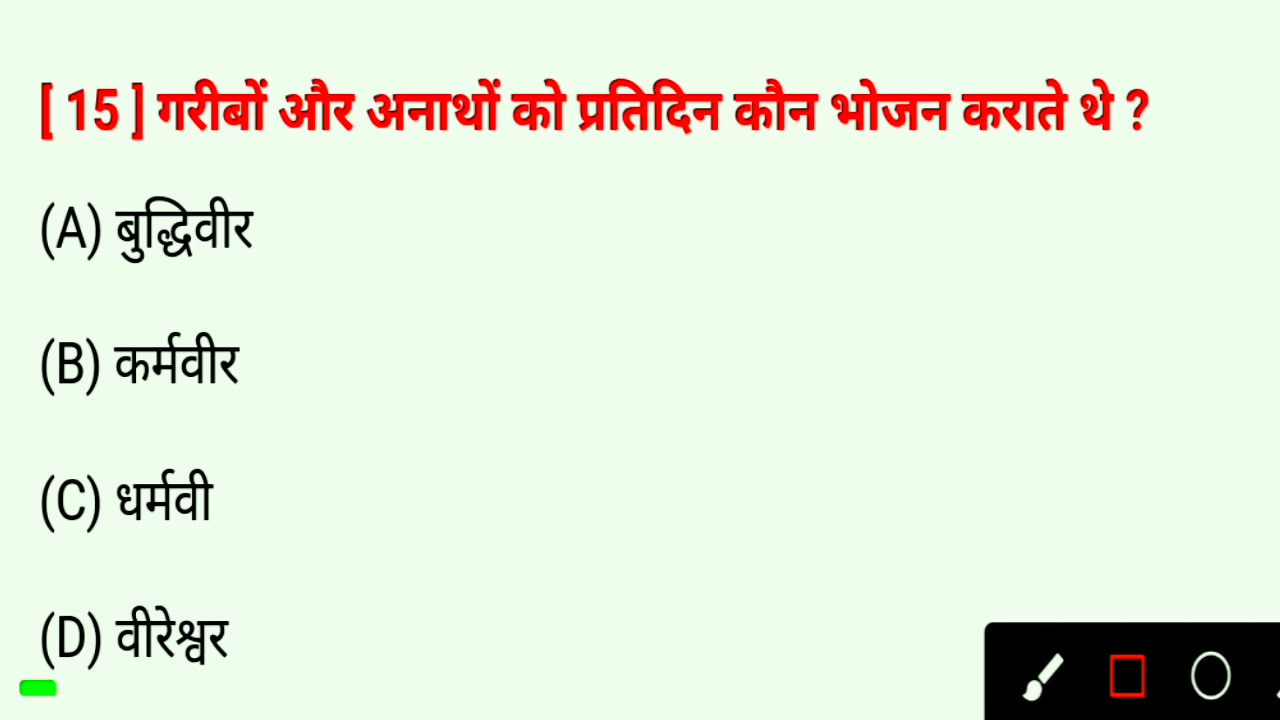 [ 15 ] गरीबों और अनाथों को प्रतिदिन कौन भोजन कराते थे ?
(A) बुद्धिवीर
(B) कर्मवीर
(C) धर्मवी
(D) वीरेश्वर